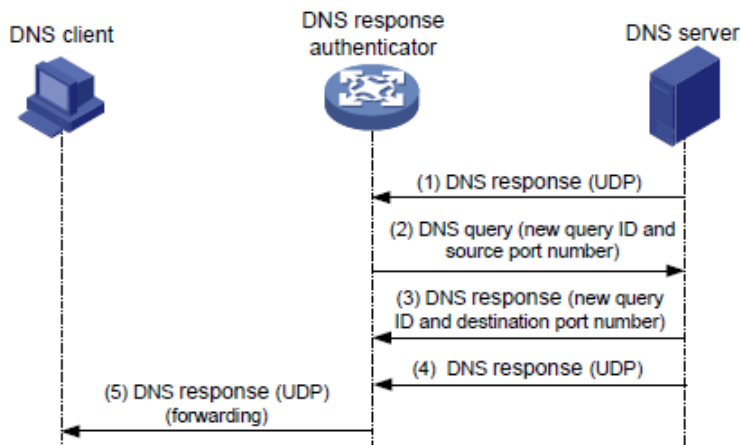 DNS client
DNS response
authenticator
DNS server
(1) DNS response (UDP)
(2) DNS query (new query ID and
source port number)
(3) DNS response (new query
ID and destination port number)
(4) DNS response (UDP)
(5) DNS response (UDP)
(forwarding)